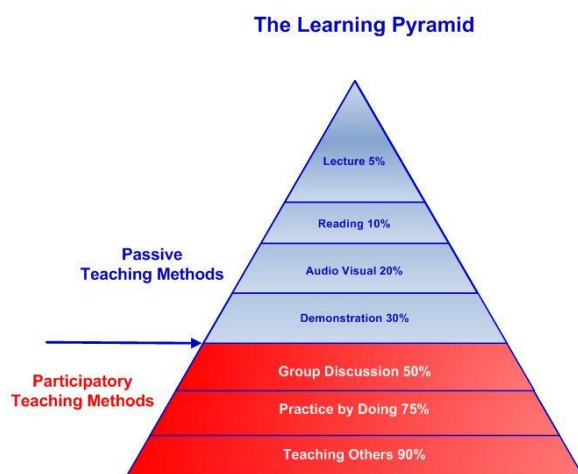 The Learning Pyramid
Lecture 5%
Reading 10%
Passive
Teaching Methods
Audio Visual 20%
Demonstration 30%
Participatory
Teaching Methods
Group Discussion 50%
Practice by Doing 75%
Teaching Others 90%